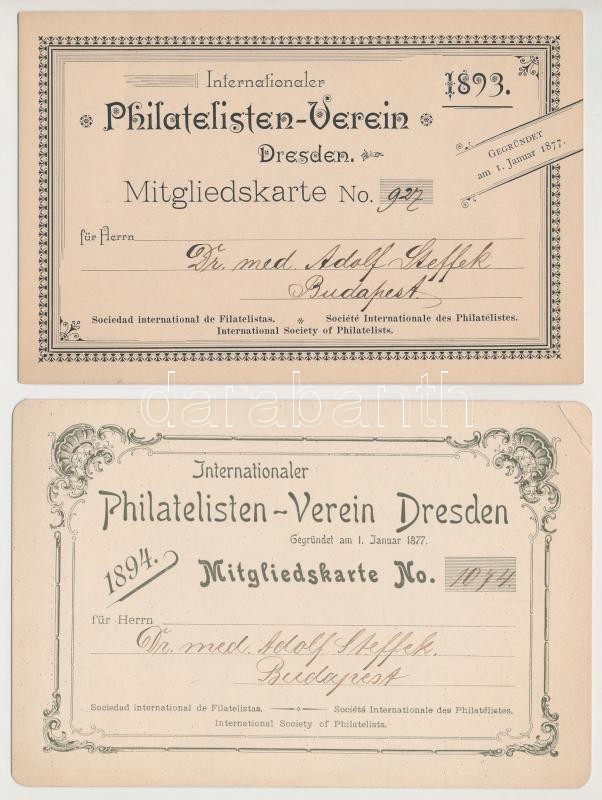 Internationaler
1893.
Philatelisten-Verein
Dresden.
Gegründet
am 1. Januar 1877.
Mitgliedskarte No. 927
für Herrn
Dr. med. Adolf Steffek
Budapest
Sociedad international de Filatelistas. Société Internationale des Philatélistes.
International Society of Philatelists.
darabanth
Internationaler
Philatelisten-Verein Dresden
Gegründet am 1. Januar 1877.
1894.
Mitgliedskarte No. 1074
für Herrn
Dr. med. Adolf Steffek.
Budapest
Sociedad international de Filatelistas. Société Internationale des Philatélistes.
International Society of Philatelists.